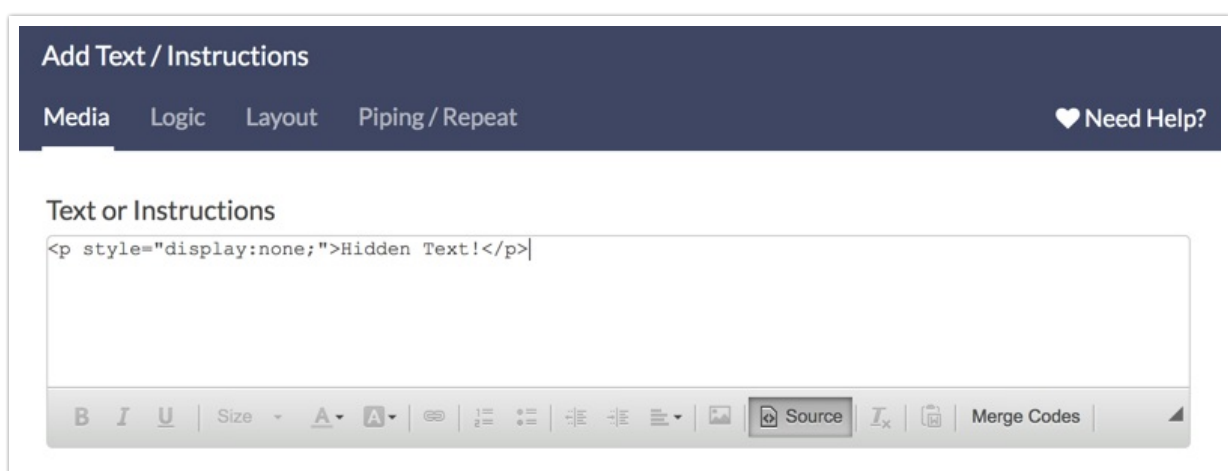 Add Text / Instructions
Media Logic Layout Piping / Repeat Need Help?
Text or Instructions
<p style="display:none;">Hidden Text!</p>
B I U Size A A Source Tx Merge Codes